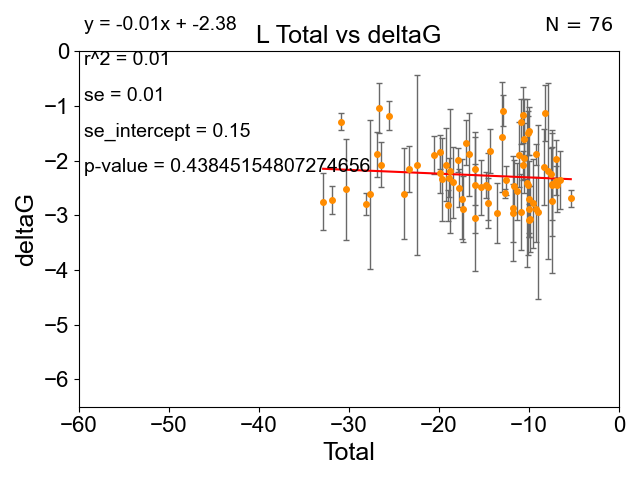 y = -0.01x + -2.38
N = 76
L Total vs deltaG
r^2 = 0.01
se = 0.01
se_intercept = 0.15
p-value = 0.43845154807274656
0
−1
−2
−3
−4
−5
−6
deltaG
−60
−50
−40
−30
−20
−10
0
Total